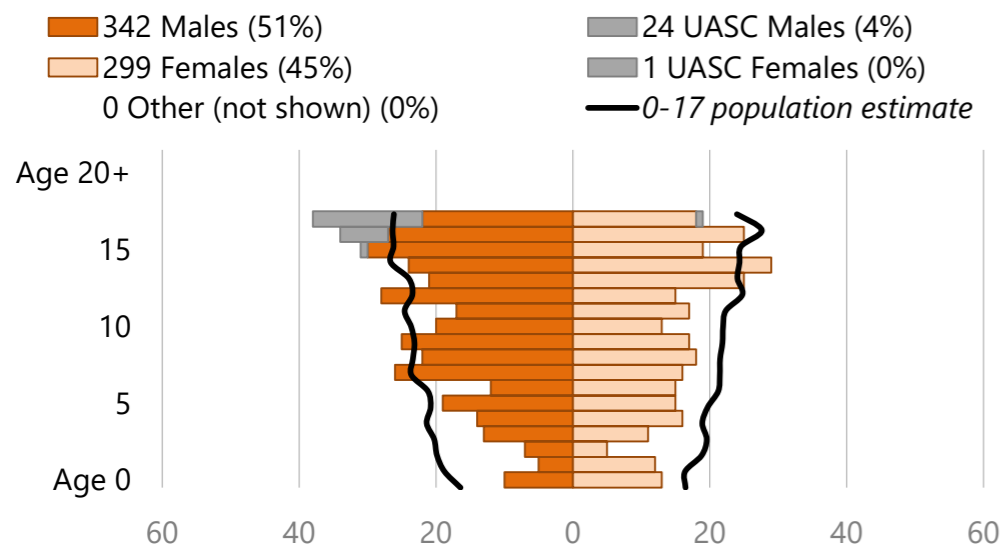 342 Males (51%)
24 UASC Males (4%)
299 Females (45%)
1 UASC Females (0%)
0 Other (not shown) (0%)
0-17 population estimate
Age 20+
15
10
5
Age 0
60 40 20 0 20 40 60